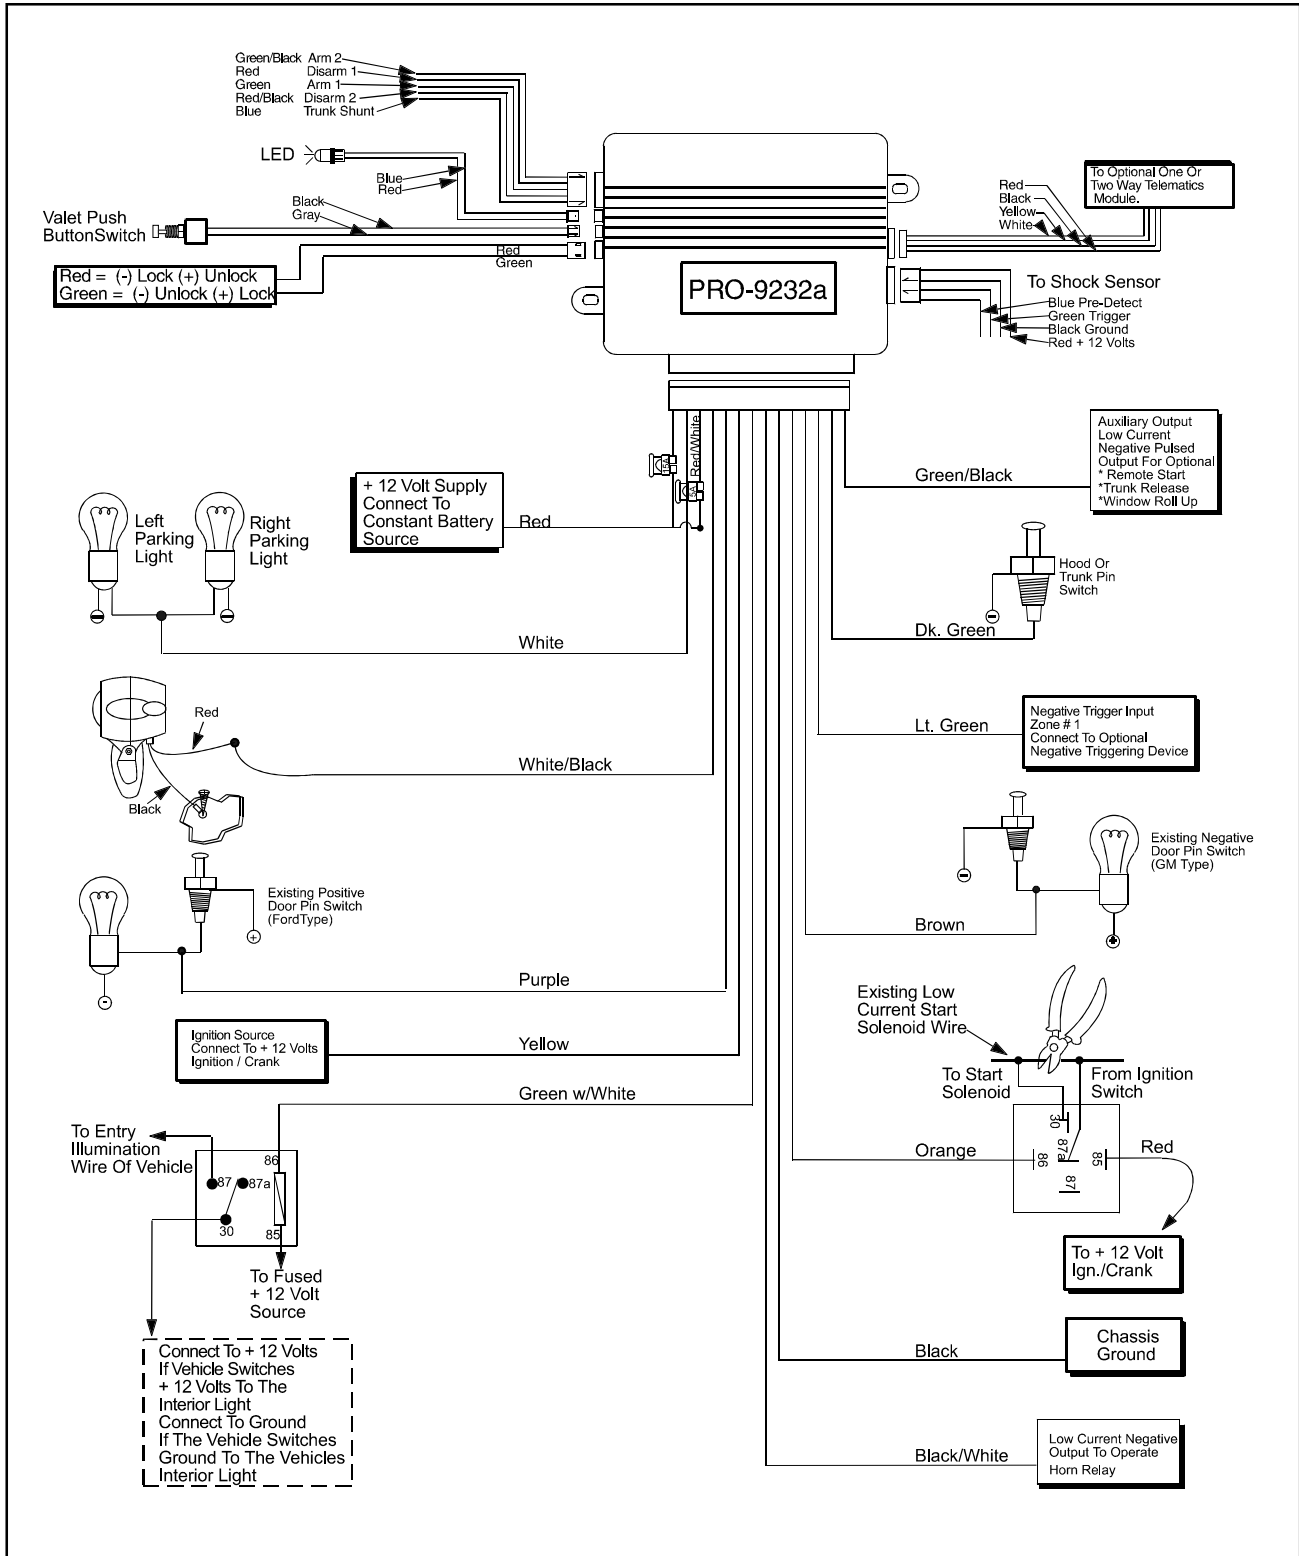 Green/Black Arm 2
Red Disarm 1
Green Arm 1
Red/Black Disarm 2
Blue Trunk Shunt
LED
Blue
Red
Black
Gray
Valet Push
ButtonSwitch
Red
Green
Red = (-) Lock (+) Unlock
Green = (-) Unlock (+) Lock
PRO-9232a
To Optional One Or
Two Way Telematics
Module.
Red
Black
Yellow
White
To Shock Sensor
Blue Pre-Detect
Green Trigger
Black Ground
Red + 12 Volts
Red/White
15A
5A
+ 12 Volt Supply
Connect To
Constant Battery
Source
Red
Green/Black
Auxiliary Output
Low Current
Negative Pulsed
Output For Optional
* Remote Start
*Trunk Release
*Window Roll Up
Left
Parking
Light
Right
Parking
Light
White
Hood Or
Trunk Pin
Switch
Dk. Green
Red
Black
White/Black
Lt. Green
Negative Trigger Input
Zone # 1
Connect To Optional
Negative Triggering Device
Existing Positive
Door Pin Switch
(FordType)
Purple
Existing Negative
Door Pin Switch
(GM Type)
Brown
Ignition Source
Connect To + 12 Volts
Ignition / Crank
Yellow
Existing Low
Current Start
Solenoid Wire
To Start
Solenoid
From Ignition
Switch
Green w/White
To Entry
Illumination
Wire Of Vehicle
86
87
87a
30
85
To Fused
+ 12 Volt
Source
Orange
30
87a
86
85
87
Red
To + 12 Volt
Ign./Crank
Connect To + 12 Volts
If Vehicle Switches
+ 12 Volts To The
Interior Light
Connect To Ground
If The Vehicle Switches
Ground To The Vehicles
Interior Light
Black
Chassis
Ground
Black/White
Low Current Negative
Output To Operate
Horn Relay